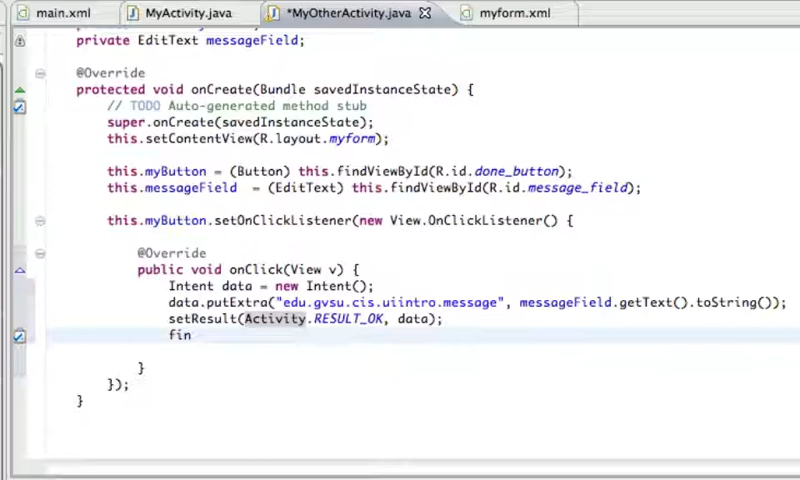 main.xml MyActivity.java *MyOtherActivity.java myform.xml
private EditText messageField;
@Override
protected void onCreate(Bundle savedInstanceState) {
// TODO Auto-generated method stub
super.onCreate(savedInstanceState);
this.setContentView(R.layout.myform);
this.myButton = (Button) this.findViewById(R.id.done_button);
this.messageField  = (EditText) this.findViewById(R.id.message_field);
this.myButton.setOnClickListener(new View.OnClickListener() {
@Override
public void onClick(View v) {
Intent data = new Intent();
data.putExtra("edu.gvsu.cis.uiintro.message", messageField.getText().toString());
setResult(Activity.RESULT_OK, data);
fin
}
});
}